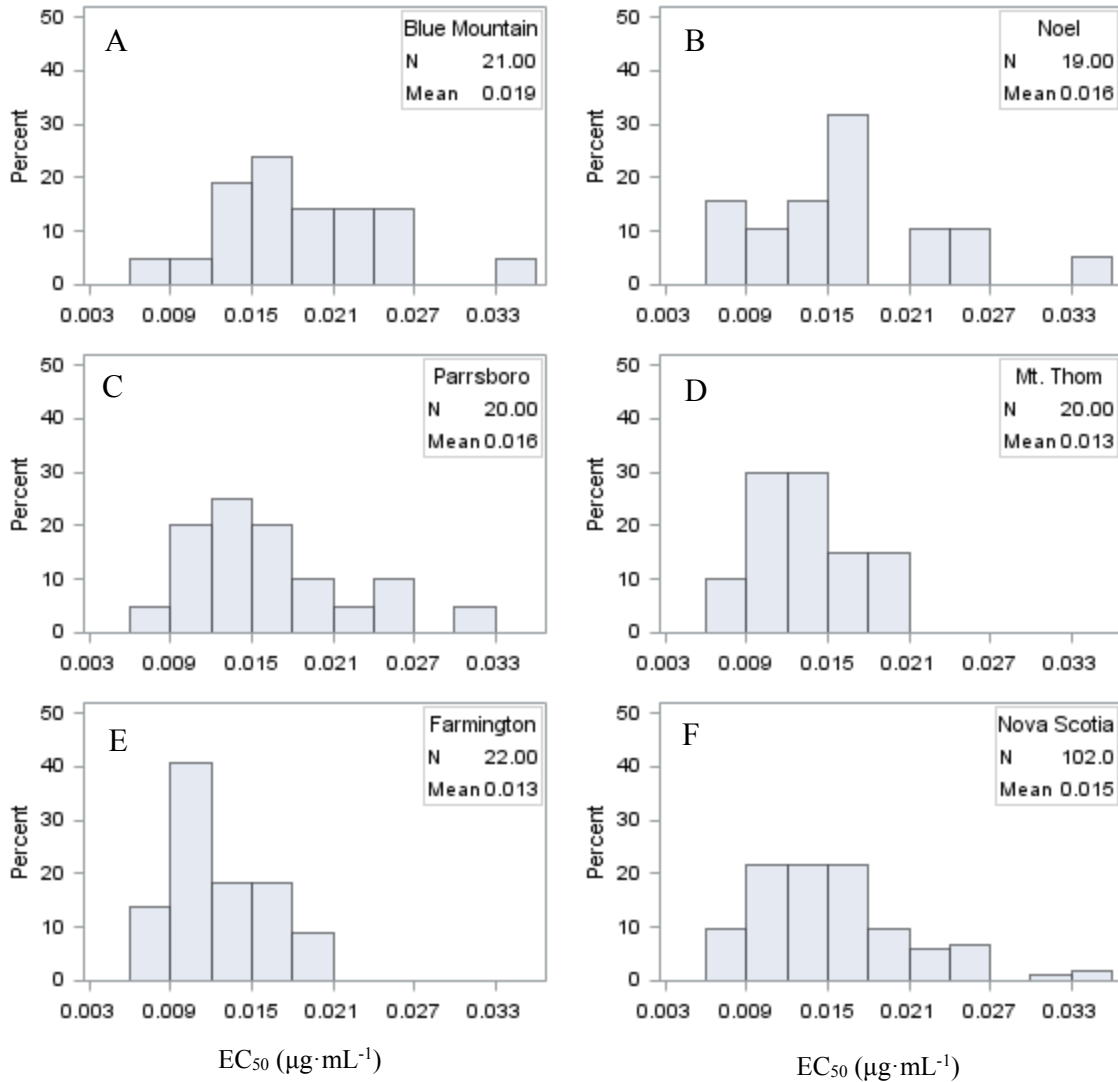 A
Blue Mountain
N 21.00
Mean 0.019
Percent
50
40
30
20
10
0
0.003 0.009 0.015 0.021 0.027 0.033
B
Noel
N 19.00
Mean 0.016
Percent
50
40
30
20
10
0
0.003 0.009 0.015 0.021 0.027 0.033
C
Parrsboro
N 20.00
Mean 0.016
Percent
50
40
30
20
10
0
0.003 0.009 0.015 0.021 0.027 0.033
D
Mt. Thom
N 20.00
Mean 0.013
Percent
50
40
30
20
10
0
0.003 0.009 0.015 0.021 0.027 0.033
E
Farmington
N 22.00
Mean 0.013
Percent
50
40
30
20
10
0
0.003 0.009 0.015 0.021 0.027 0.033
EC₅₀ (μg·mL⁻¹)
F
Nova Scotia
N 102.0
Mean 0.015
Percent
50
40
30
20
10
0
0.003 0.009 0.015 0.021 0.027 0.033
EC₅₀ (μg·mL⁻¹)